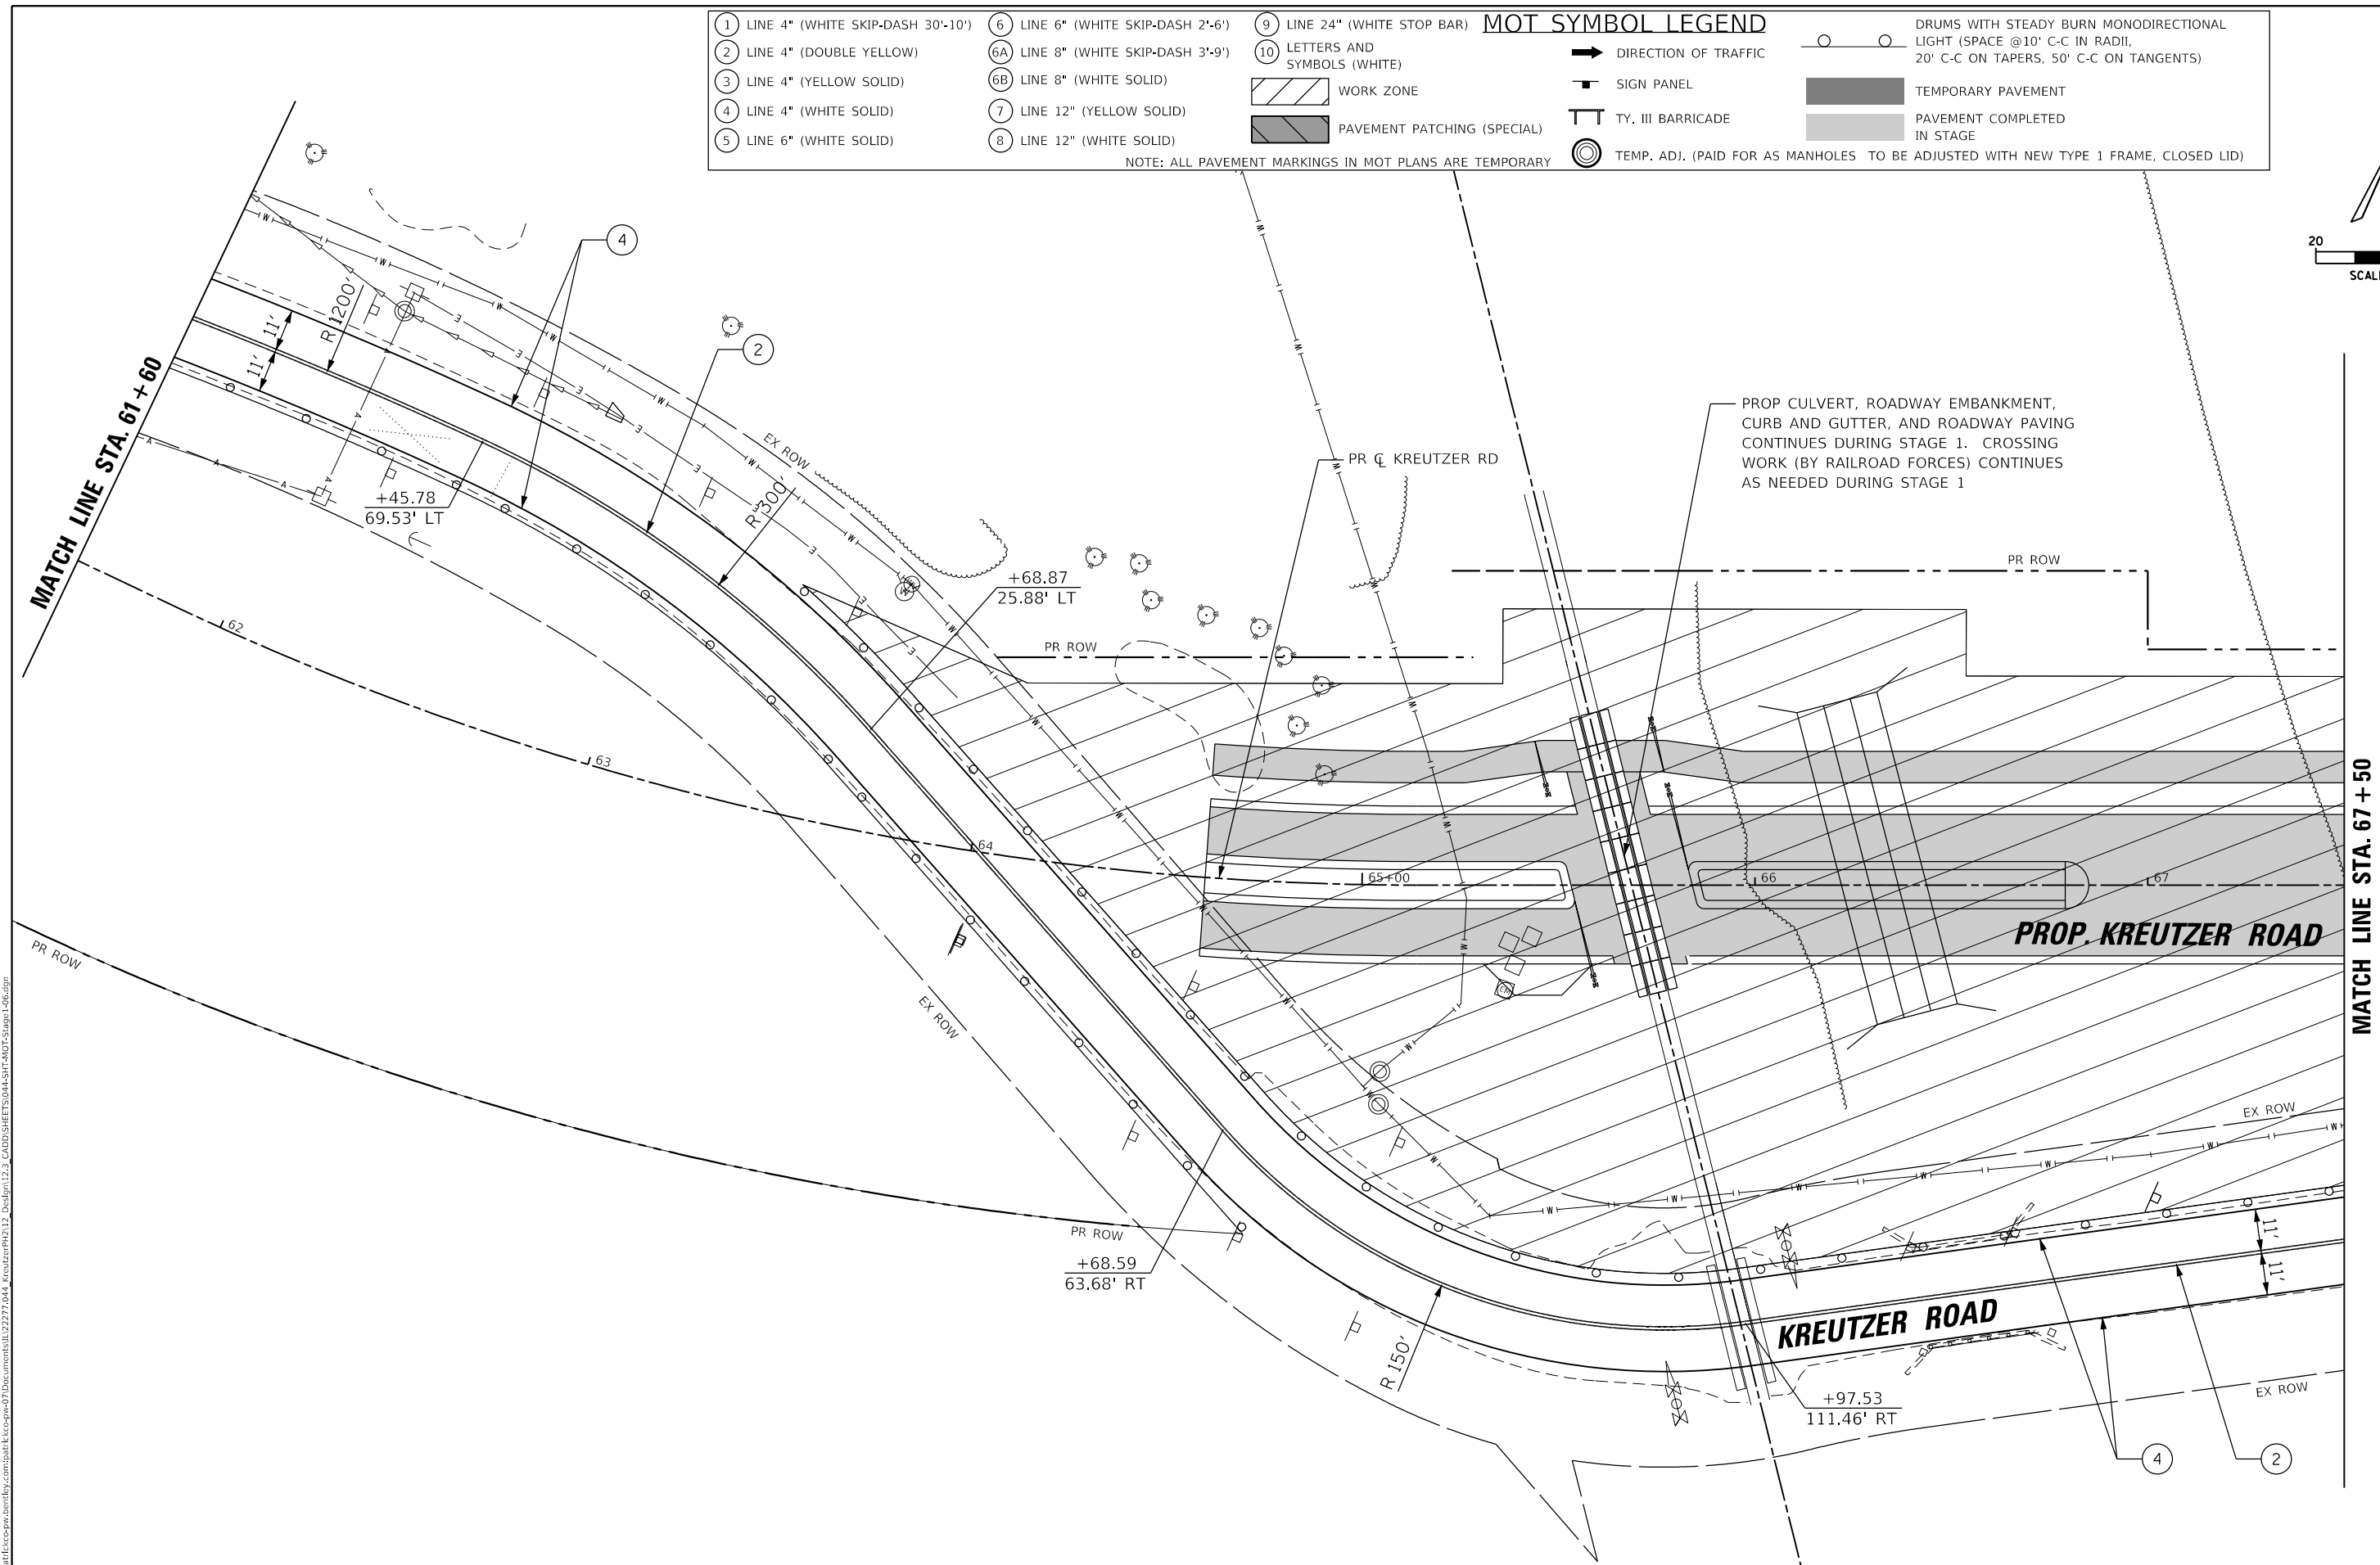 1 LINE 4" (WHITE SKIP-DASH 30'-10')
2 LINE 4" (DOUBLE YELLOW)
3 LINE 4" (YELLOW SOLID)
4 LINE 4" (WHITE SOLID)
5 LINE 6" (WHITE SOLID)
6 LINE 6" (WHITE SKIP-DASH 2'-6')
6A LINE 8" (WHITE SKIP-DASH 3'-9')
6B LINE 8" (WHITE SOLID)
7 LINE 12" (YELLOW SOLID)
8 LINE 12" (WHITE SOLID)
9 LINE 24" (WHITE STOP BAR)
10 LETTERS AND
SYMBOLS (WHITE)
WORK ZONE
PAVEMENT PATCHING (SPECIAL)
NOTE: ALL PAVEMENT MARKINGS IN MOT PLANS ARE TEMPORARY
MOT SYMBOL LEGEND
DIRECTION OF TRAFFIC
SIGN PANEL
TY. III BARRICADE
TEMP. ADJ. (PAID FOR AS MANHOLES TO BE ADJUSTED WITH NEW TYPE 1 FRAME, CLOSED LID)
DRUMS WITH STEADY BURN MONODIRECTIONAL
LIGHT (SPACE @10' C-C IN RADII,
20' C-C ON TAPERS, 50' C-C ON TANGENTS)
TEMPORARY PAVEMENT
PAVEMENT COMPLETED
IN STAGE
20
SCAL
MATCH LINE STA. 61+60
11'
11'
R 1200'
4
2
EX ROW
R 300'
+45.78
69.53' LT
+68.87
25.88' LT
PR ROW
PR ℄ KREUTZER RD
PROP CULVERT, ROADWAY EMBANKMENT,
CURB AND GUTTER, AND ROADWAY PAVING
CONTINUES DURING STAGE 1. CROSSING
WORK (BY RAILROAD FORCES) CONTINUES
AS NEEDED DURING STAGE 1
PR ROW
62
63
64
65+00
66
67
PROP. KREUTZER ROAD
MATCH LINE STA. 67+50
PR ROW
EX ROW
PR ROW
+68.59
63.68' RT
R 150'
EX ROW
11'
11'
KREUTZER ROAD
+97.53
111.46' RT
EX ROW
4
2